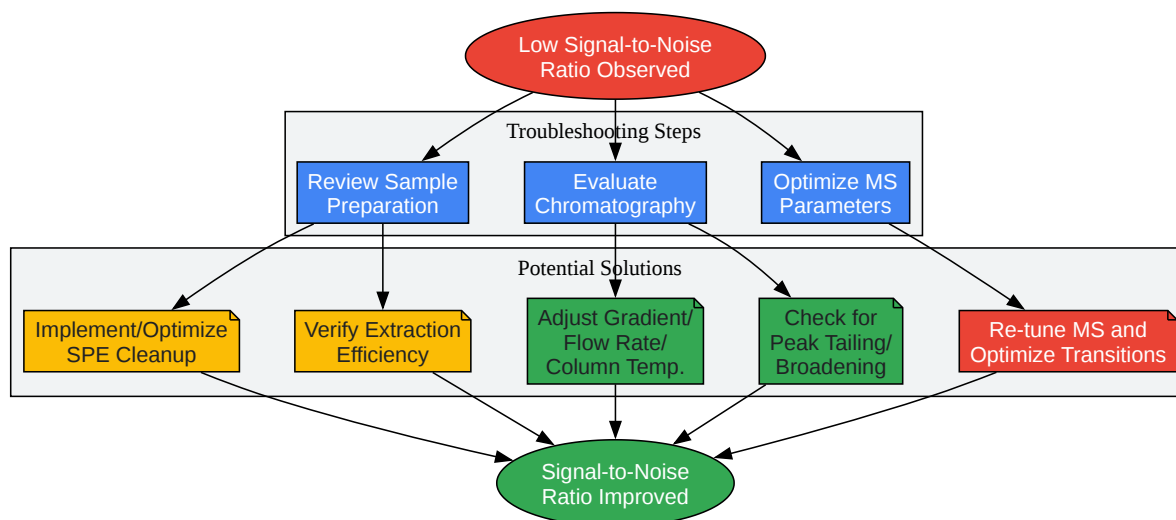 Low Signal-to-Noise
Ratio Observed
Troubleshooting Steps
Review Sample
Preparation
Evaluate
Chromatography
Optimize MS
Parameters
Potential Solutions
Implement/Optimize
SPE Cleanup
Verify Extraction
Efficiency
Adjust Gradient/
Flow Rate/
Column Temp.
Check for
Peak Tailing/
Broadening
Re-tune MS and
Optimize Transitions
Signal-to-Noise
Ratio Improved